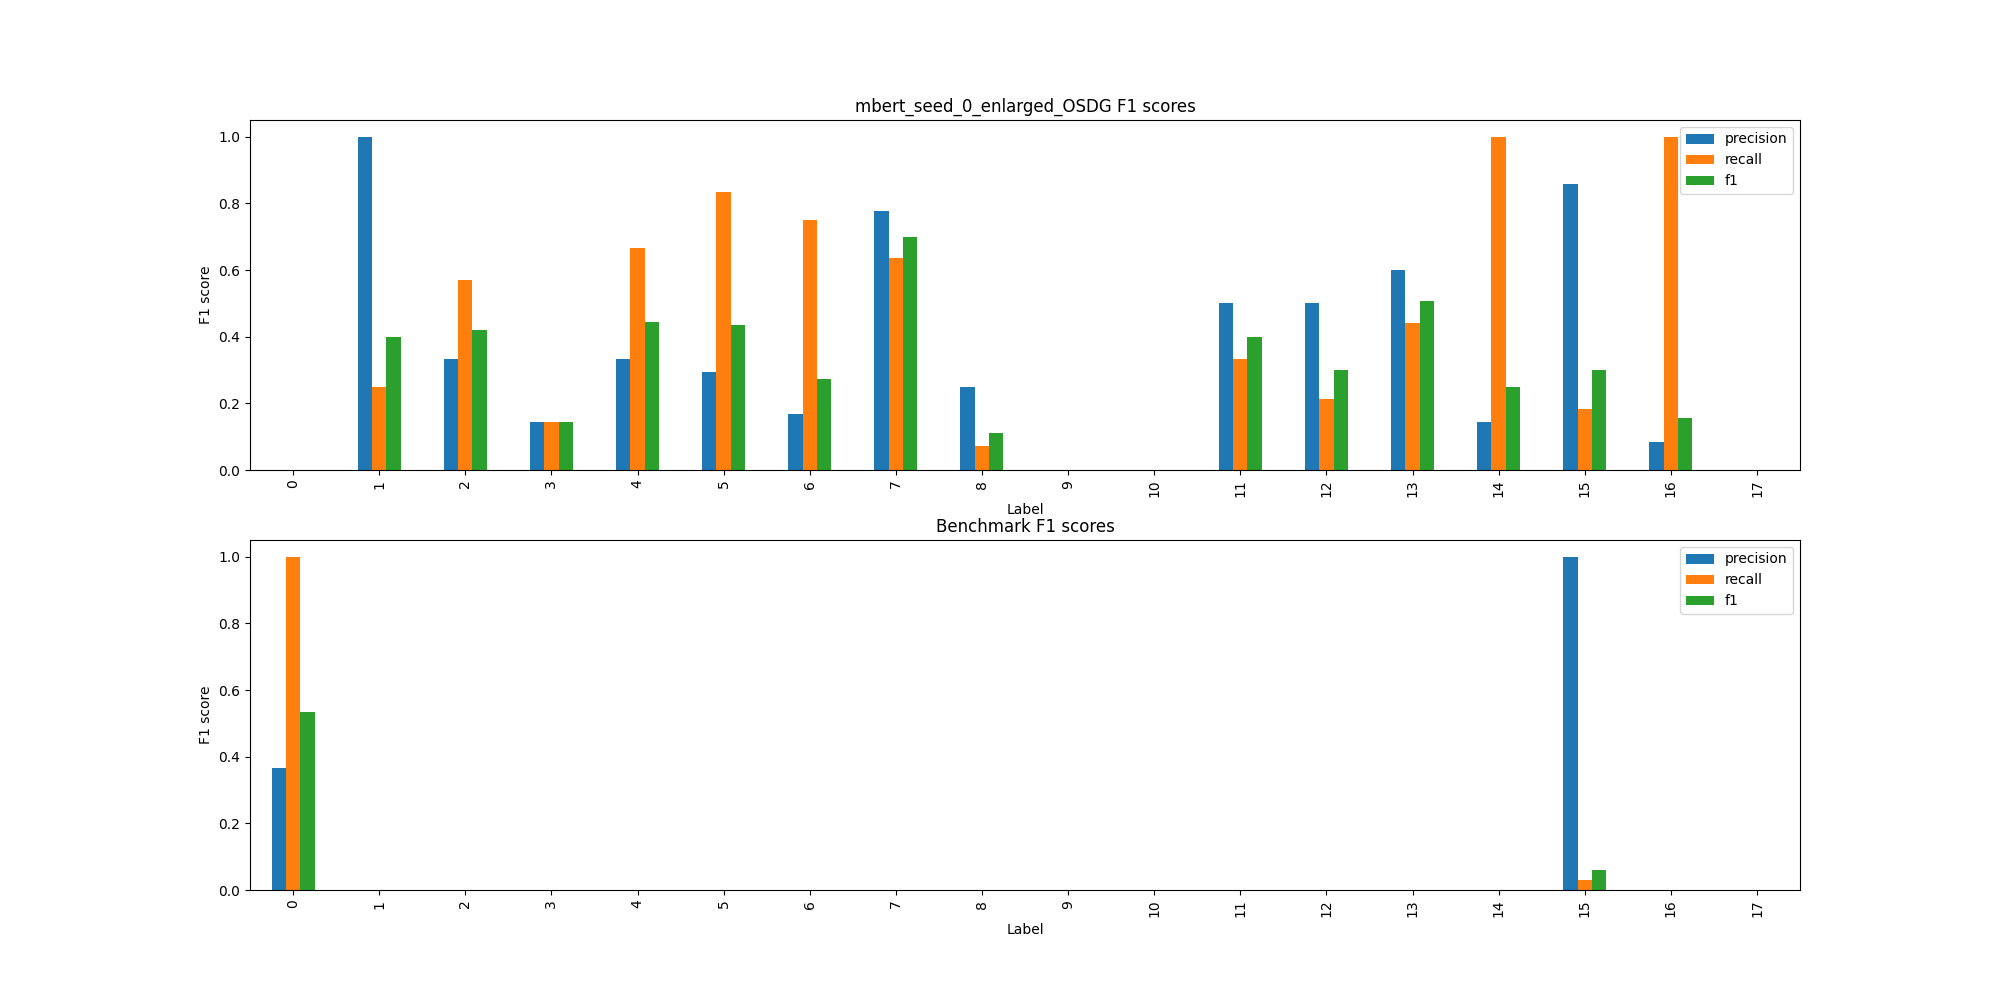 mbert_seed_0_enlarged_OSDG F1 scores
1.0
0.8
0.6
0.4
0.2
0.0
F1 score
precision
recall
f1
0 1 2 3 4 5 6 7 8 9 10 11 12 13 14 15 16 17
Label
Benchmark F1 scores
1.0
0.8
0.6
0.4
0.2
0.0
F1 score
precision
recall
f1
0 1 2 3 4 5 6 7 8 9 10 11 12 13 14 15 16 17
Label